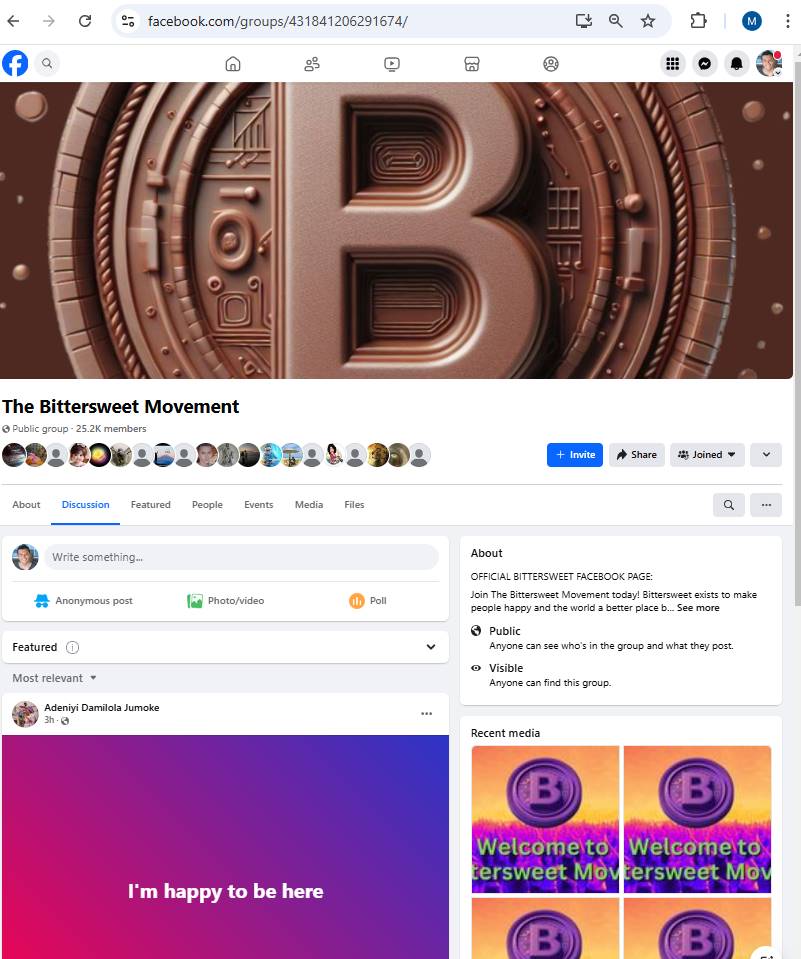 facebook.com/groups/431841206291674/
M
B
The Bittersweet Movement
Public group · 25.2K members
+ Invite
Share
Joined
About
Discussion
Featured
People
Events
Media
Files
Write something...
Anonymous post
Photo/video
Poll
Featured
Most relevant
Adeniyi Damilola Jumoke
3h ·
I'm happy to be here
About
OFFICIAL BITTERSWEET FACEBOOK PAGE:
Join The Bittersweet Movement today! Bittersweet exists to make
people happy and the world a better place b... See more
Public
Anyone can see who's in the group and what they post.
Visible
Anyone can find this group.
Recent media
B
Welcome to
tersweet Mov
B
Welcome to
tersweet Mov
B
B